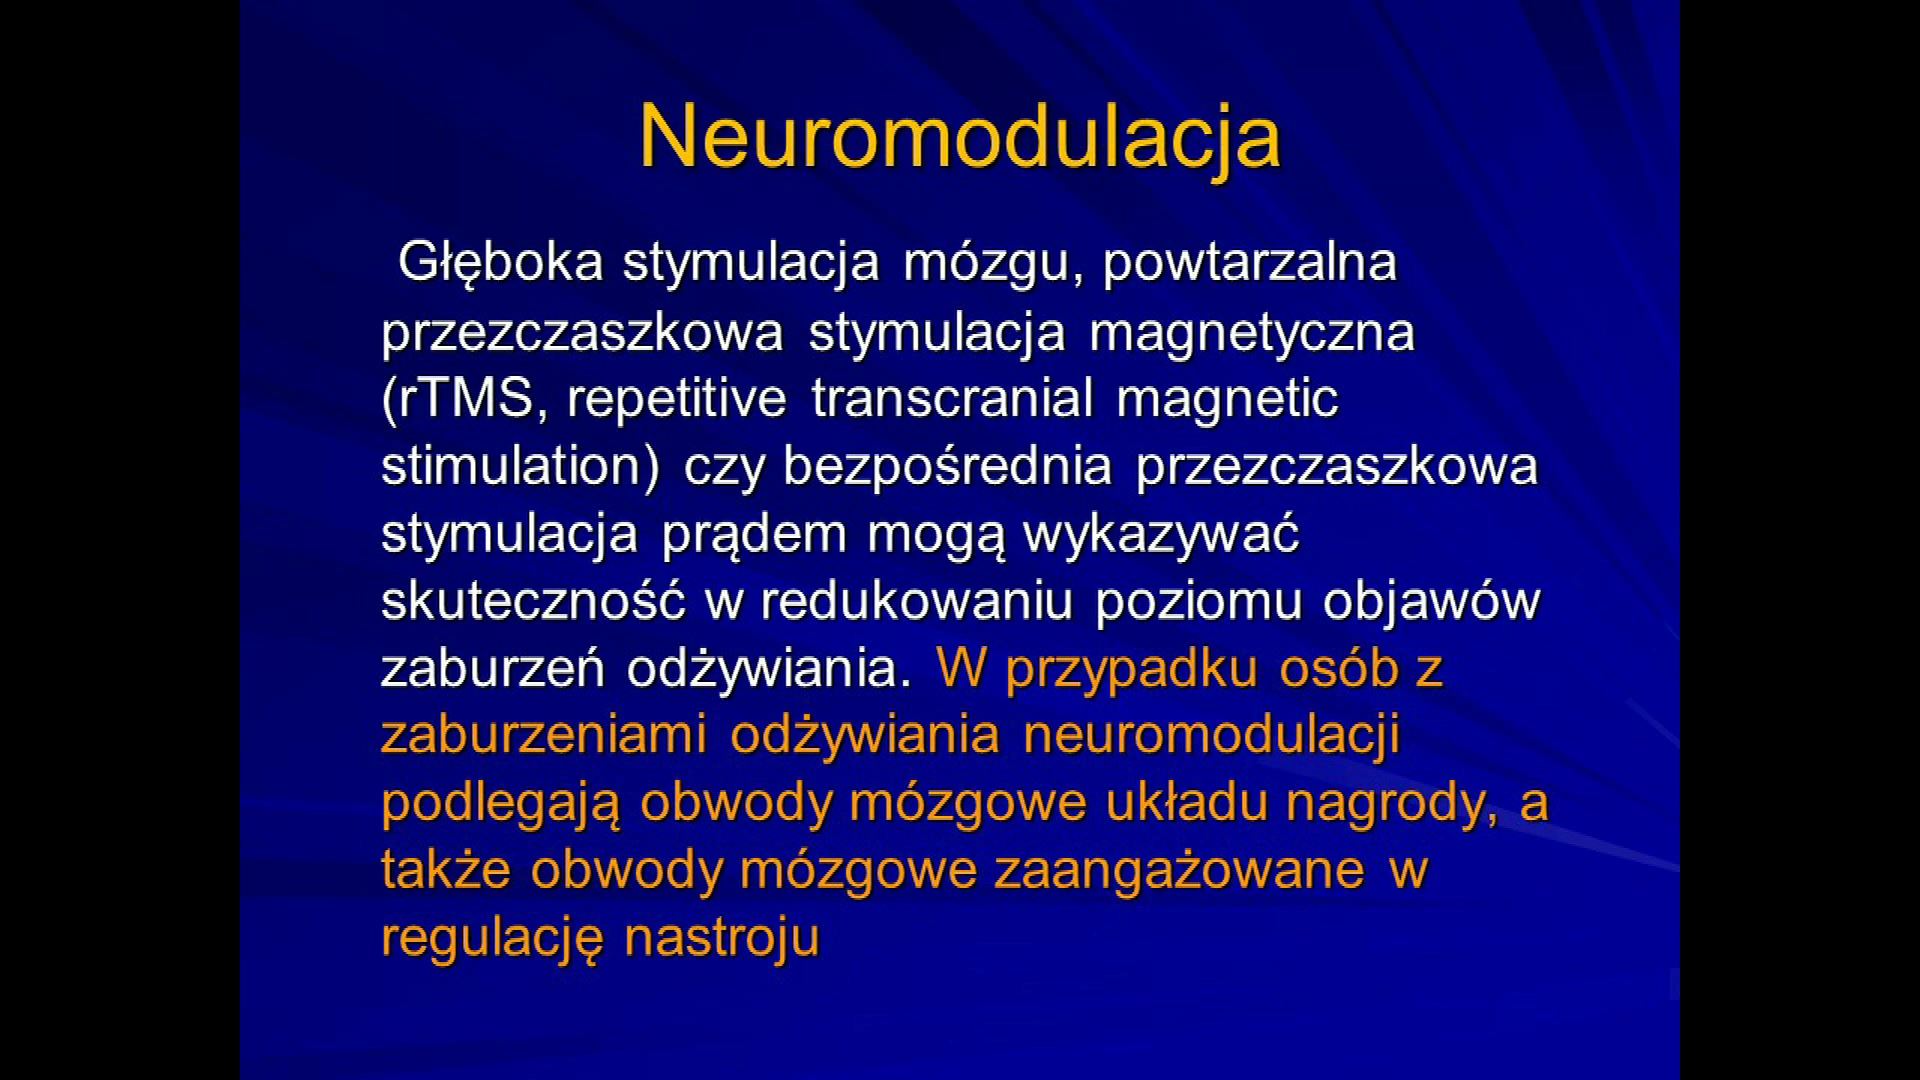 Neuromodulacja
Głęboka stymulacja mózgu, powtarzalna
przezczaszkowa stymulacja magnetyczna
(rTMS, repetitive transcranial magnetic
stimulation) czy bezpośrednia przezczaszkowa
stymulacja prądem mogą wykazywać
skuteczność w redukowaniu poziomu objawów
zaburzeń odżywiania. W przypadku osób z
zaburzeniami odżywiania neuromodulacji
podlegają obwody mózgowe układu nagrody, a
także obwody mózgowe zaangażowane w
regulację nastroju